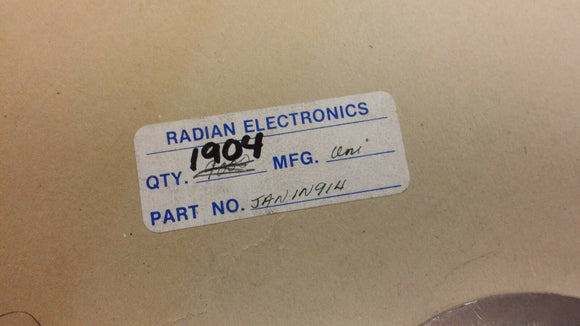 RADIAN ELECTRONICS
QTY. 1904 MFG. Uni
PART NO. JAN1N914